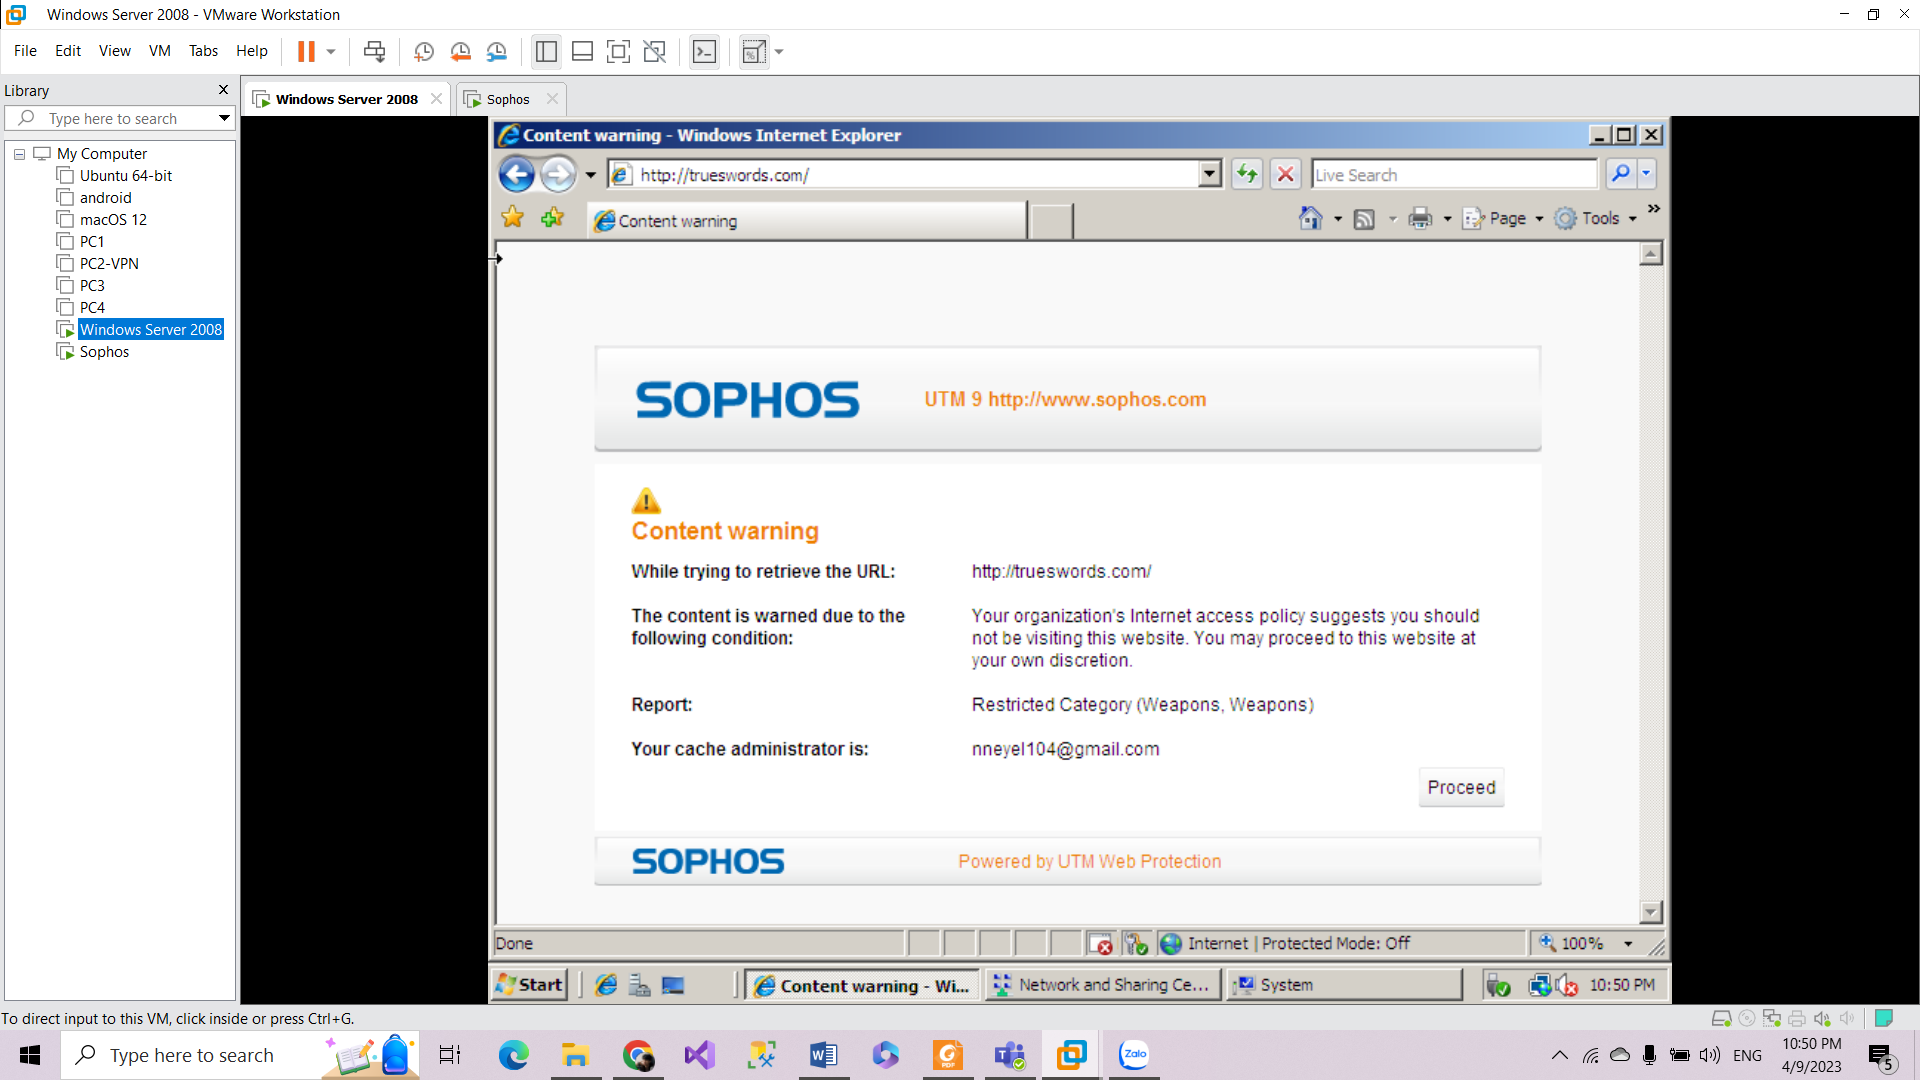 Windows Server 2008 - VMware Workstation
File Edit View VM Tabs Help
Library
Type here to search
My Computer
Ubuntu 64-bit
android
macOS 12
PC1
PC2-VPN
PC3
PC4
Windows Server 2008
Sophos
Windows Server 2008
Sophos
Content warning - Windows Internet Explorer
http://trueswords.com/
Live Search
Content warning
Page
Tools
SOPHOS
UTM 9 http://www.sophos.com
Content warning
While trying to retrieve the URL:
http://trueswords.com/
The content is warned due to the
following condition:
Your organization's Internet access policy suggests you should
not be visiting this website. You may proceed to this website at
your own discretion.
Report:
Restricted Category (Weapons, Weapons)
Your cache administrator is:
nneyel104@gmail.com
Proceed
SOPHOS
Powered by UTM Web Protection
Done
Internet | Protected Mode: Off
100%
Start
Content warning - Wi...
Network and Sharing Ce...
System
10:50 PM
To direct input to this VM, click inside or press Ctrl+G.
Type here to search
Zalo
ENG
10:50 PM
4/9/2023
5